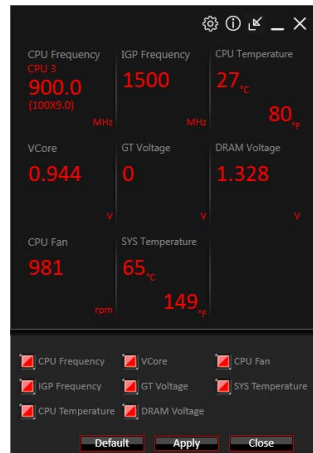 CPU Frequency IGP Frequency CPU Temperature
CPU 3
900.0 1500 27 °C
(100X9.0) 80 °F
MHz MHz
VCore GT Voltage DRAM Voltage
0.944 0 1.328
V V V
CPU Fan SYS Temperature
981 65 °C
rpm 149 °F
CPU Frequency VCore CPU Fan
IGP Frequency GT Voltage SYS Temperature
CPU Temperature DRAM Voltage
Default Apply Close